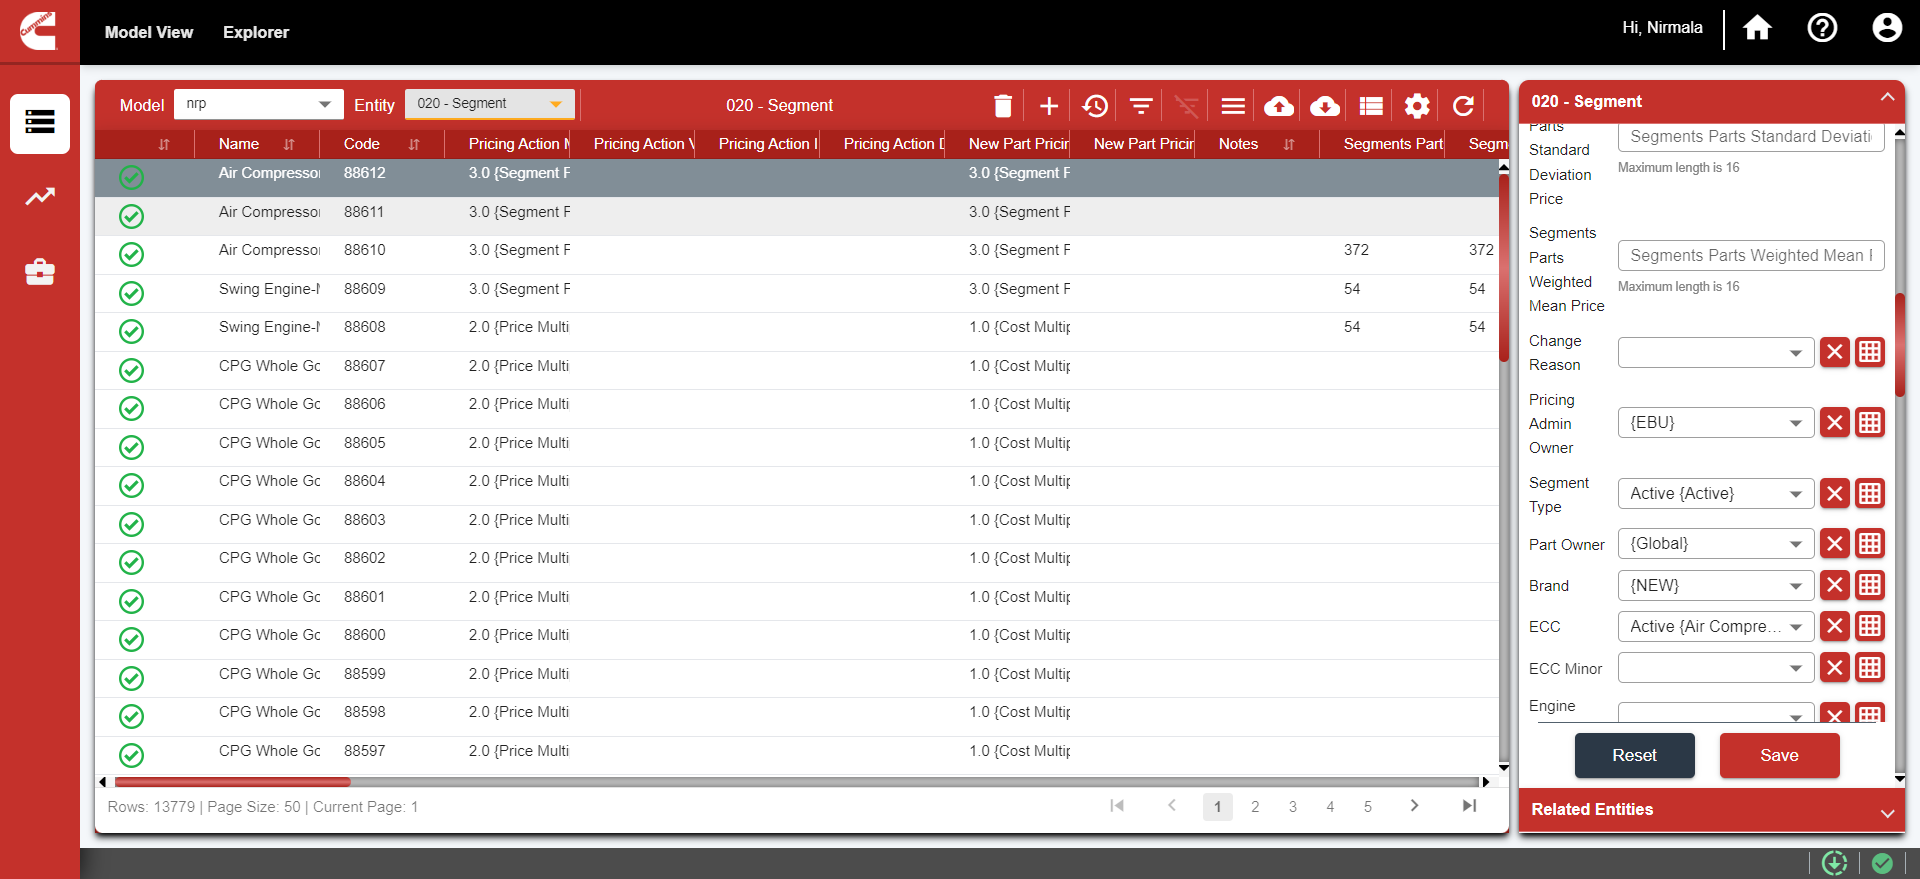 Cummins
Model View Explorer
Hi, Nirmala
Model nrp Entity 020 - Segment 020 - Segment
Name Code Pricing Action M Pricing Action V Pricing Action I Pricing Action D New Part Pricin New Part Pricin Notes Segments Part Segm
Air Compressor 88612 3.0 {Segment P 3.0 {Segment P
Air Compressor 88611 3.0 {Segment P 3.0 {Segment P
Air Compressor 88610 3.0 {Segment P 3.0 {Segment P 372 372
Swing Engine-M 88609 3.0 {Segment P 3.0 {Segment P 54 54
Swing Engine-M 88608 2.0 {Price Multi 1.0 {Cost Multip 54 54
CPG Whole Go 88607 2.0 {Price Multi 1.0 {Cost Multip
CPG Whole Go 88606 2.0 {Price Multi 1.0 {Cost Multip
CPG Whole Go 88605 2.0 {Price Multi 1.0 {Cost Multip
CPG Whole Go 88604 2.0 {Price Multi 1.0 {Cost Multip
CPG Whole Go 88603 2.0 {Price Multi 1.0 {Cost Multip
CPG Whole Go 88602 2.0 {Price Multi 1.0 {Cost Multip
CPG Whole Go 88601 2.0 {Price Multi 1.0 {Cost Multip
CPG Whole Go 88600 2.0 {Price Multi 1.0 {Cost Multip
CPG Whole Go 88599 2.0 {Price Multi 1.0 {Cost Multip
CPG Whole Go 88598 2.0 {Price Multi 1.0 {Cost Multip
CPG Whole Go 88597 2.0 {Price Multi 1.0 {Cost Multip
Rows: 13779 | Page Size: 50 | Current Page: 1
1 2 3 4 5
020 - Segment
Parts
Standard
Deviation
Price
Segments Parts Standard Deviati
Maximum length is 16
Segments
Parts
Weighted
Mean Price
Segments Parts Weighted Mean P
Maximum length is 16
Change
Reason
Pricing
Admin
Owner
{EBU}
Segment
Type
Active {Active}
Part Owner {Global}
Brand {NEW}
ECC Active {Air Compre...
ECC Minor
Engine
Reset Save
Related Entities